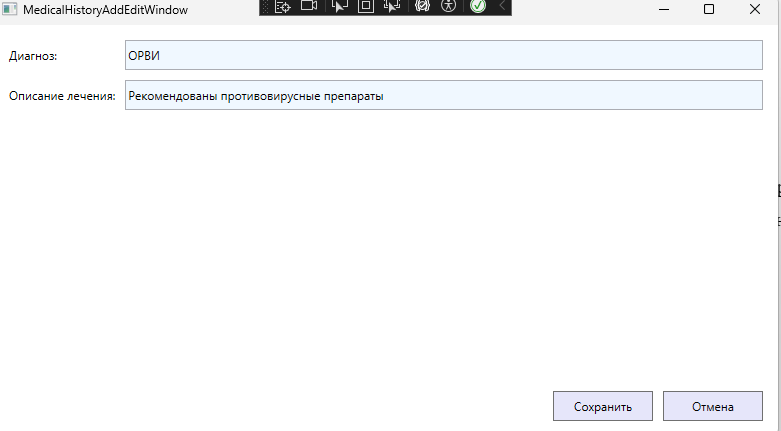 MedicalHistoryAddEditWindow
Диагноз: ОРВИ
Описание лечения: Рекомендованы противовирусные препараты
Сохранить Отмена